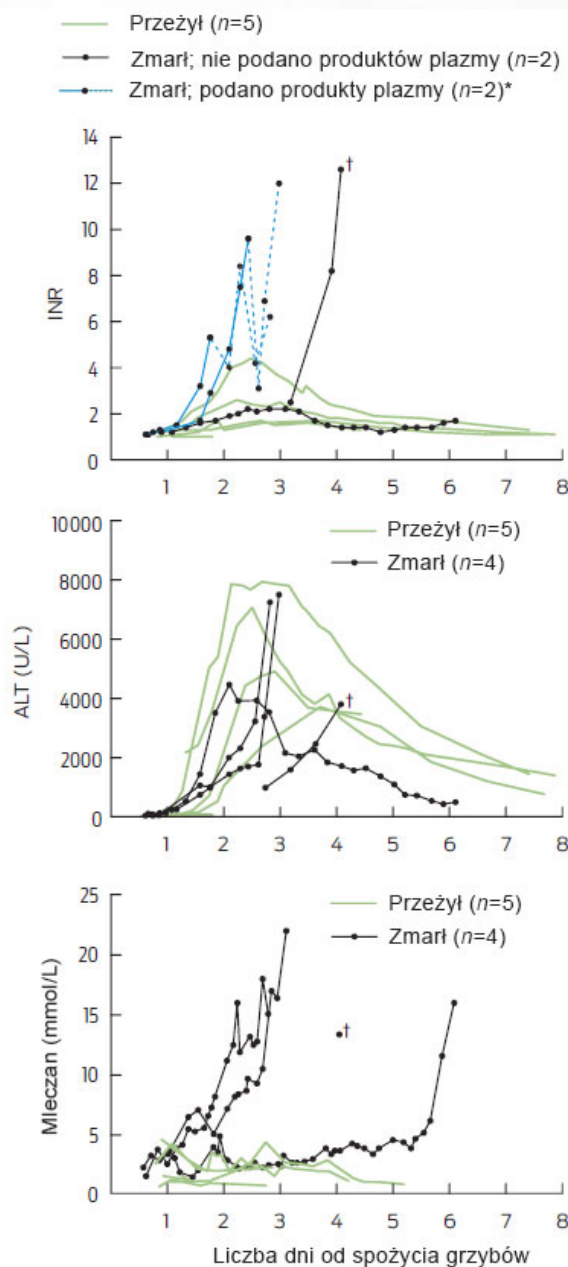 Przeżył (n=5)
Zmarł; nie podano produktów plazmy (n=2)
Zmarł; podano produkty plazmy (n=2)*
14
12
10
8
6
4
2
0
INR
†
1 2 3 4 5 6 7 8
10000
8000
6000
4000
2000
0
ALT (U/L)
Przeżył (n=5)
Zmarł (n=4)
†
1 2 3 4 5 6 7 8
25
20
15
10
5
0
Mleczan (mmol/L)
Przeżył (n=5)
Zmarł (n=4)
†
1 2 3 4 5 6 7 8
Liczba dni od spożycia grzybów